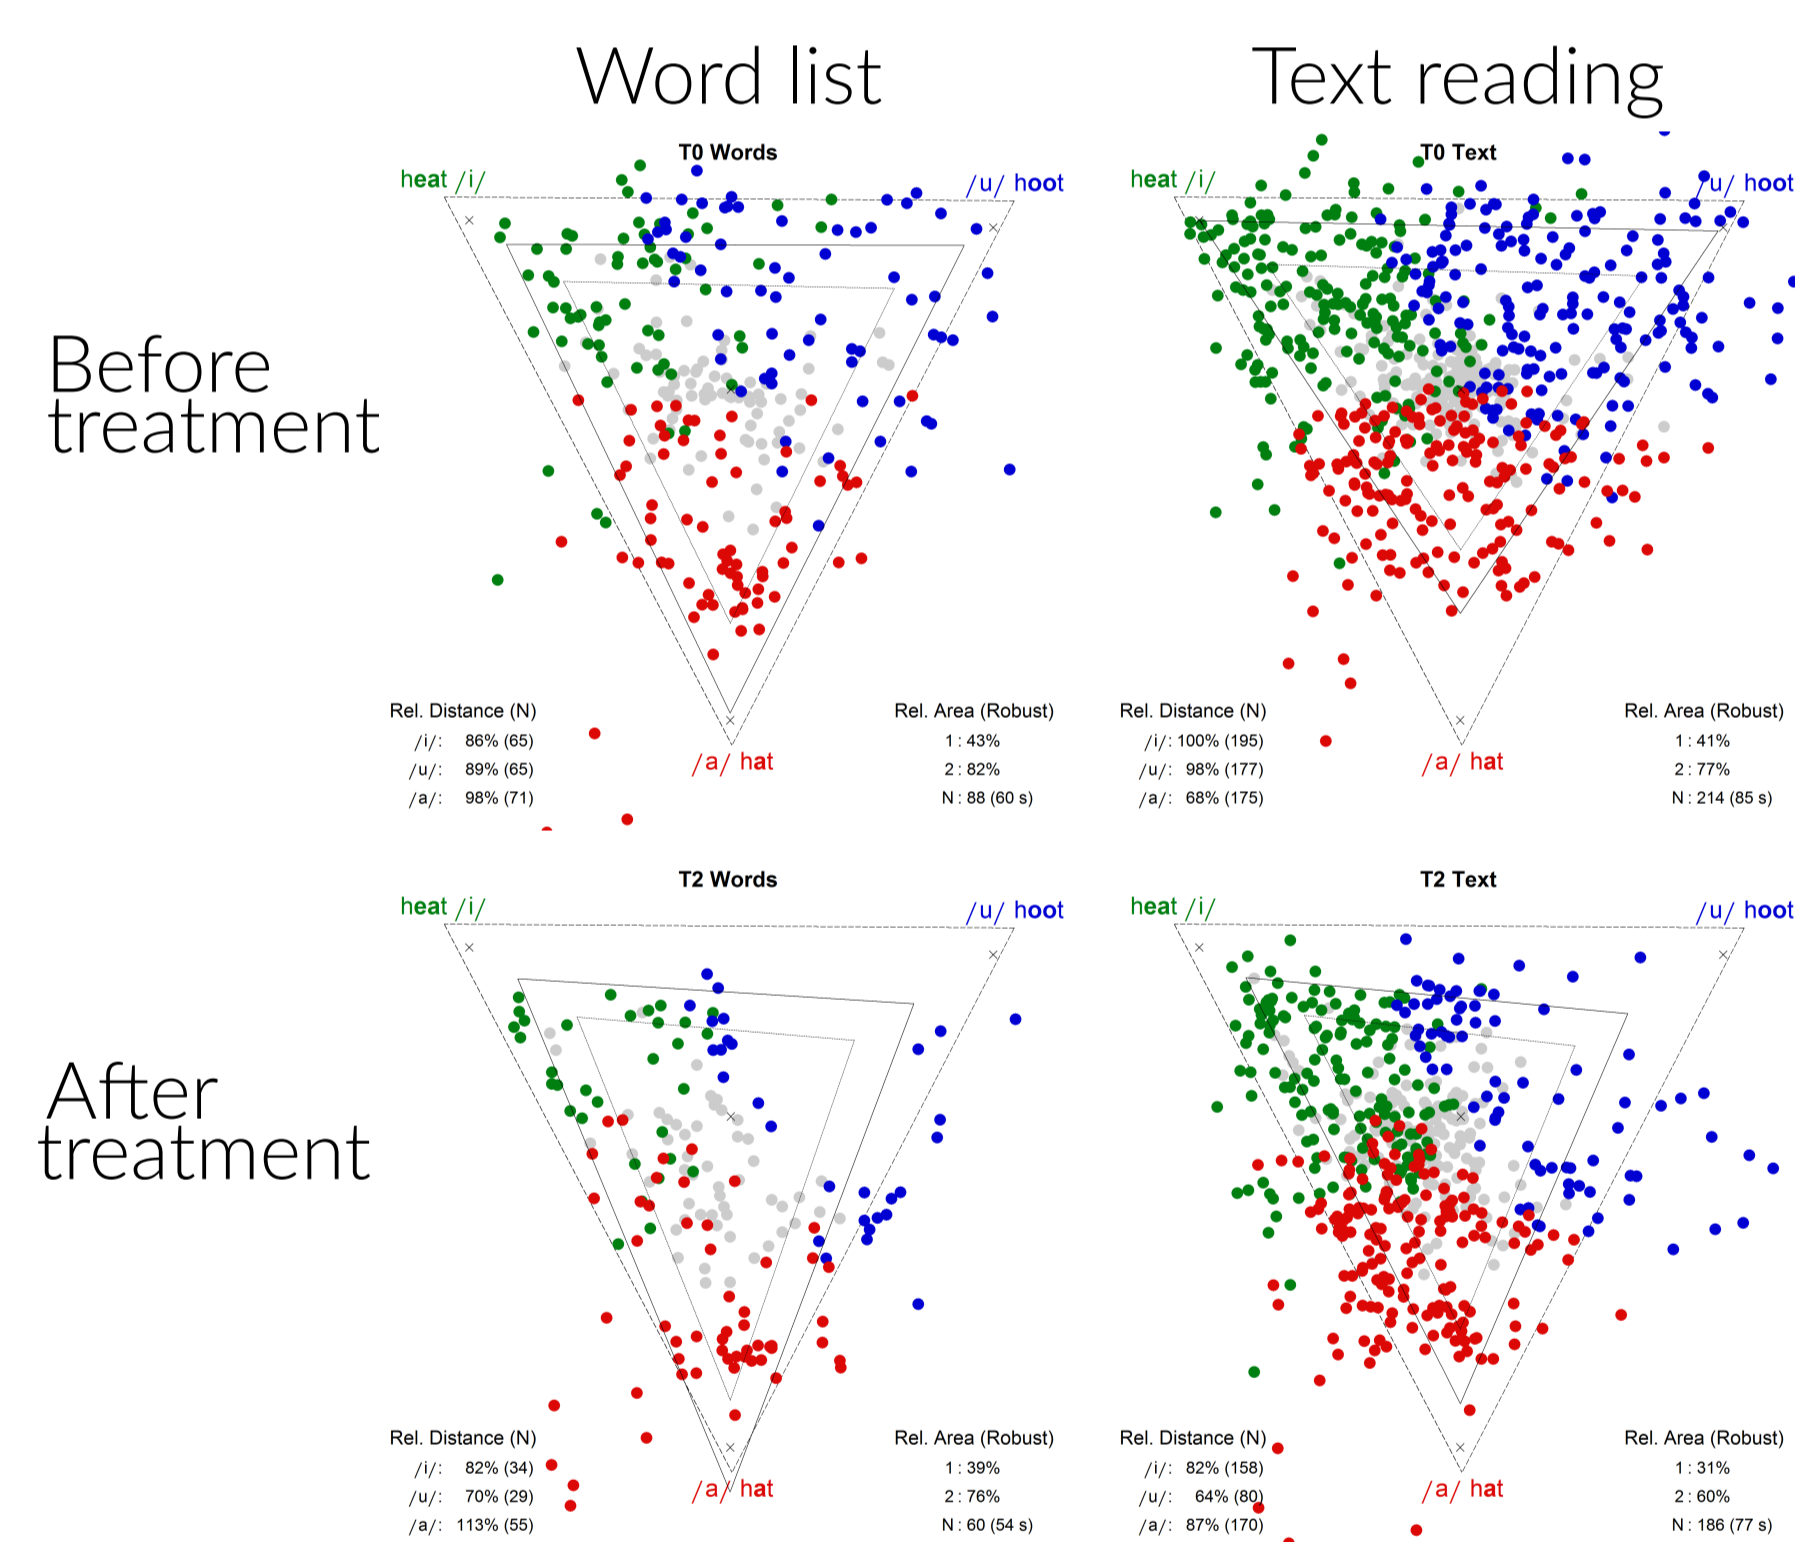 Word list
Text reading
Before
treatment
T0 Words
heat /i/
/u/ hoot
Rel. Distance (N)
/i/: 86% (65)
/u/: 89% (65)
/a/: 98% (71)
/a/ hat
Rel. Area (Robust)
1 : 43%
2 : 82%
N : 88 (60 s)
T0 Text
heat /i/
/u/ hoot
Rel. Distance (N)
/i/: 100% (195)
/u/: 98% (177)
/a/: 68% (175)
/a/ hat
Rel. Area (Robust)
1 : 41%
2 : 77%
N : 214 (85 s)
After
treatment
T2 Words
heat /i/
/u/ hoot
Rel. Distance (N)
/i/: 82% (34)
/u/: 70% (29)
/a/: 113% (55)
/a/ hat
Rel. Area (Robust)
1 : 39%
2 : 76%
N : 60 (54 s)
T2 Text
heat /i/
/u/ hoot
Rel. Distance (N)
/i/: 82% (158)
/u/: 64% (80)
/a/: 87% (170)
/a/ hat
Rel. Area (Robust)
1 : 31%
2 : 60%
N : 186 (77 s)